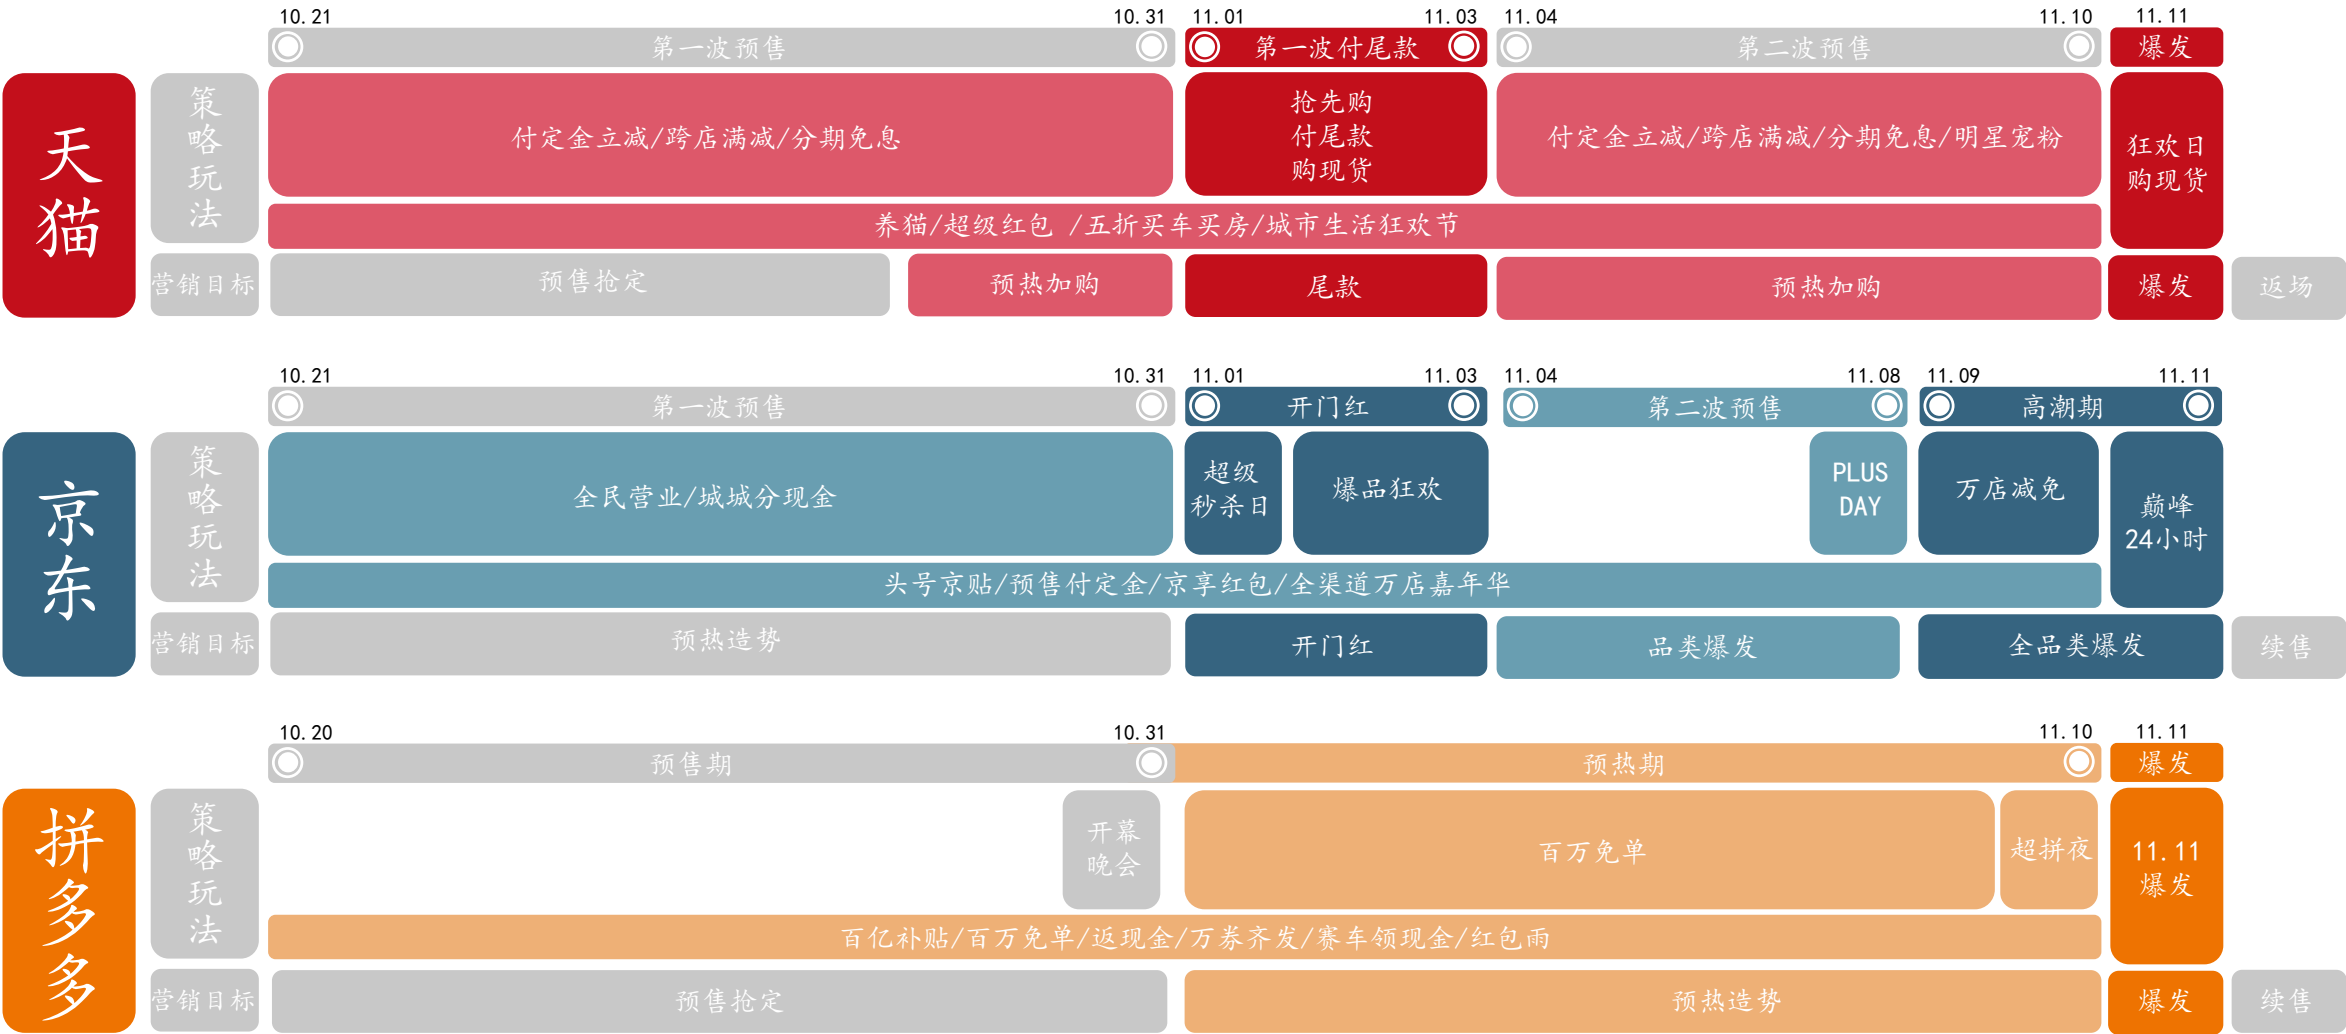 10.21 10.31 11.01 11.03 11.04 11.10 11.11
第一波预售 第一波付尾款 第二波预售 爆发
天猫
策略玩法
付定金立减/跨店满减/分期免息
抢先购
付尾款
购现货
付定金立减/跨店满减/分期免息/明星宠粉
狂欢日
购现货
养猫/超级红包 /五折买车买房/城市生活狂欢节
营销目标 预售抢定 预热加购 尾款 预热加购 爆发 返场
10.21 10.31 11.01 11.03 11.04 11.08 11.09 11.11
第一波预售 开门红 第二波预售 高潮期
京东
策略玩法
全民营业/城城分现金
超级
秒杀日
爆品狂欢
PLUS
DAY
万店减免
巅峰
24小时
头号京贴/预售付定金/京享红包/全渠道万店嘉年华
营销目标 预热造势 开门红 品类爆发 全品类爆发 续售
10.20 10.31 11.10 11.11
预售期 预热期 爆发
拼多多
策略玩法
开幕
晚会
百万免单
超拼夜
11.11
爆发
百亿补贴/百万免单/返现金/万券齐发/赛车领现金/红包雨
营销目标 预售抢定 预热造势 爆发 续售